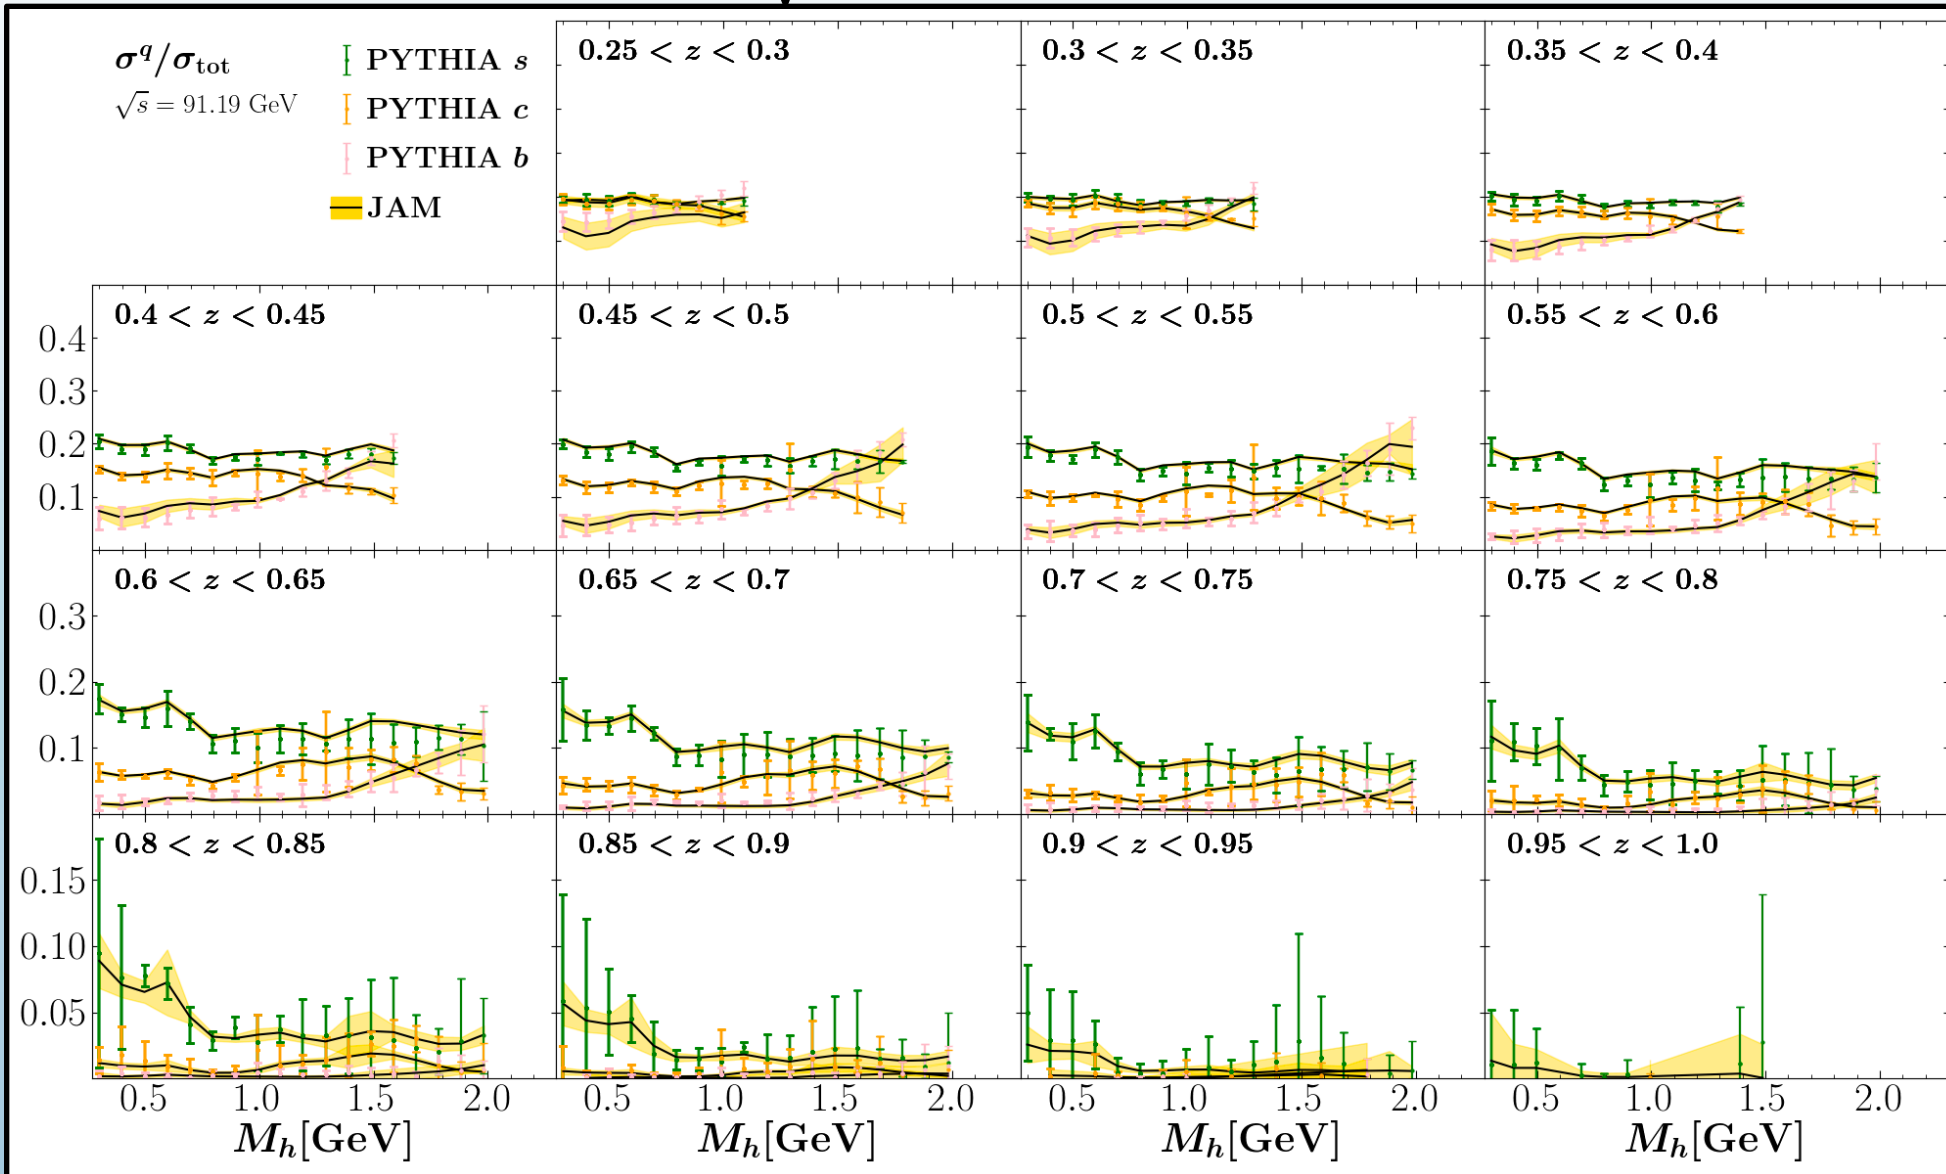 σ^q/σ_tot
√s = 91.19 GeV
PYTHIA s
PYTHIA c
PYTHIA b
JAM
0.25 < z < 0.3
0.3 < z < 0.35
0.35 < z < 0.4
0.4 < z < 0.45
0.45 < z < 0.5
0.5 < z < 0.55
0.55 < z < 0.6
0.4
0.3
0.2
0.1
0.6 < z < 0.65
0.65 < z < 0.7
0.7 < z < 0.75
0.75 < z < 0.8
0.3
0.2
0.1
0.8 < z < 0.85
0.85 < z < 0.9
0.9 < z < 0.95
0.95 < z < 1.0
0.15
0.10
0.05
0.5 1.0 1.5 2.0
0.5 1.0 1.5 2.0
0.5 1.0 1.5 2.0
0.5 1.0 1.5 2.0
M_h[GeV]
M_h[GeV]
M_h[GeV]
M_h[GeV]